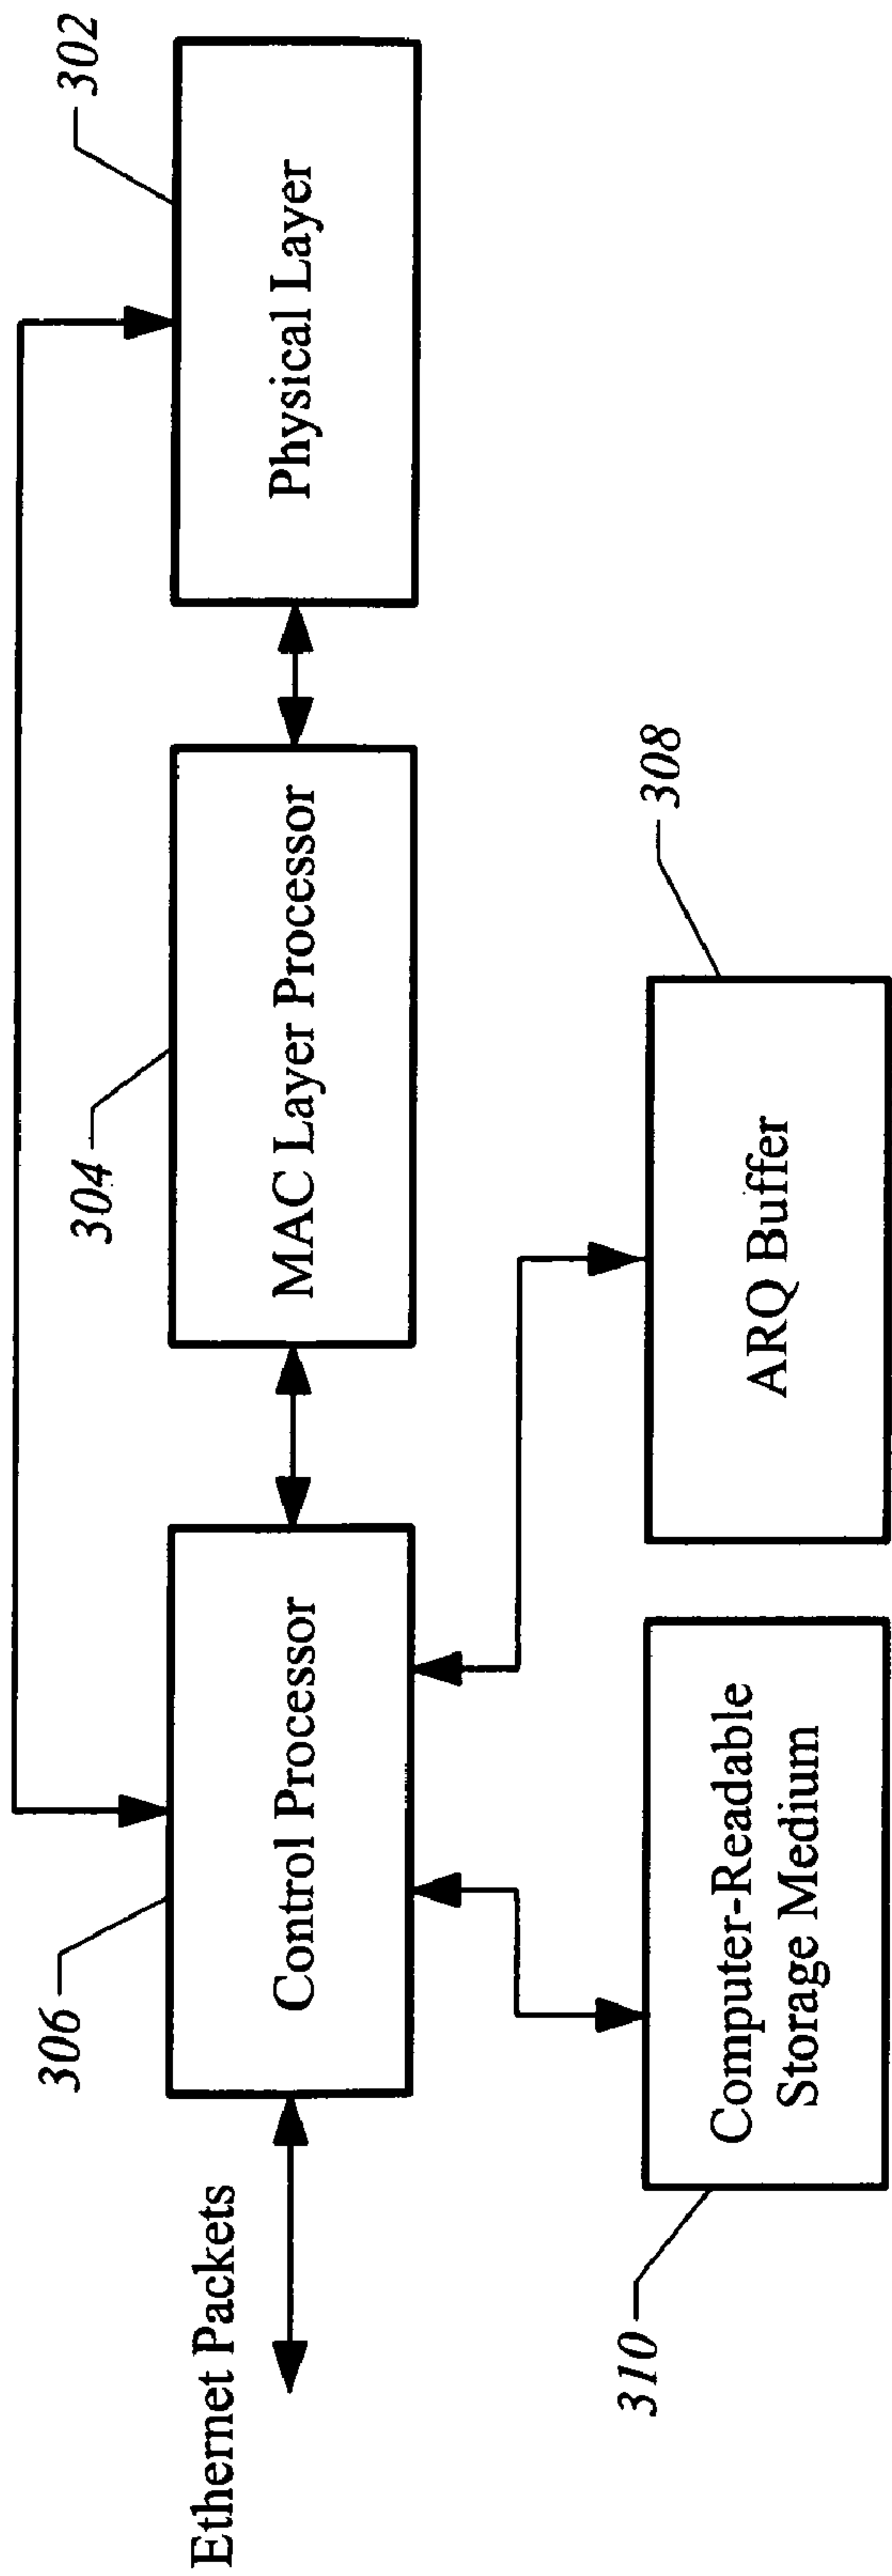 302
Physical Layer
304
MAC Layer Processor
306
Control Processor
Ethernet Packets
308
ARQ Buffer
310
Computer-Readable
Storage Medium